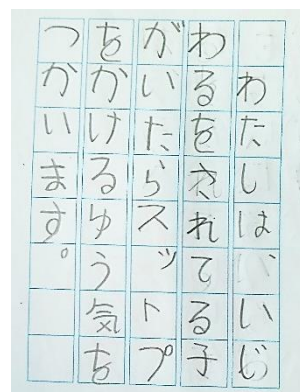 わたしは、いじ
わるをされてる子
がいたらスットプ
をかけるゆう気を
つかいます。